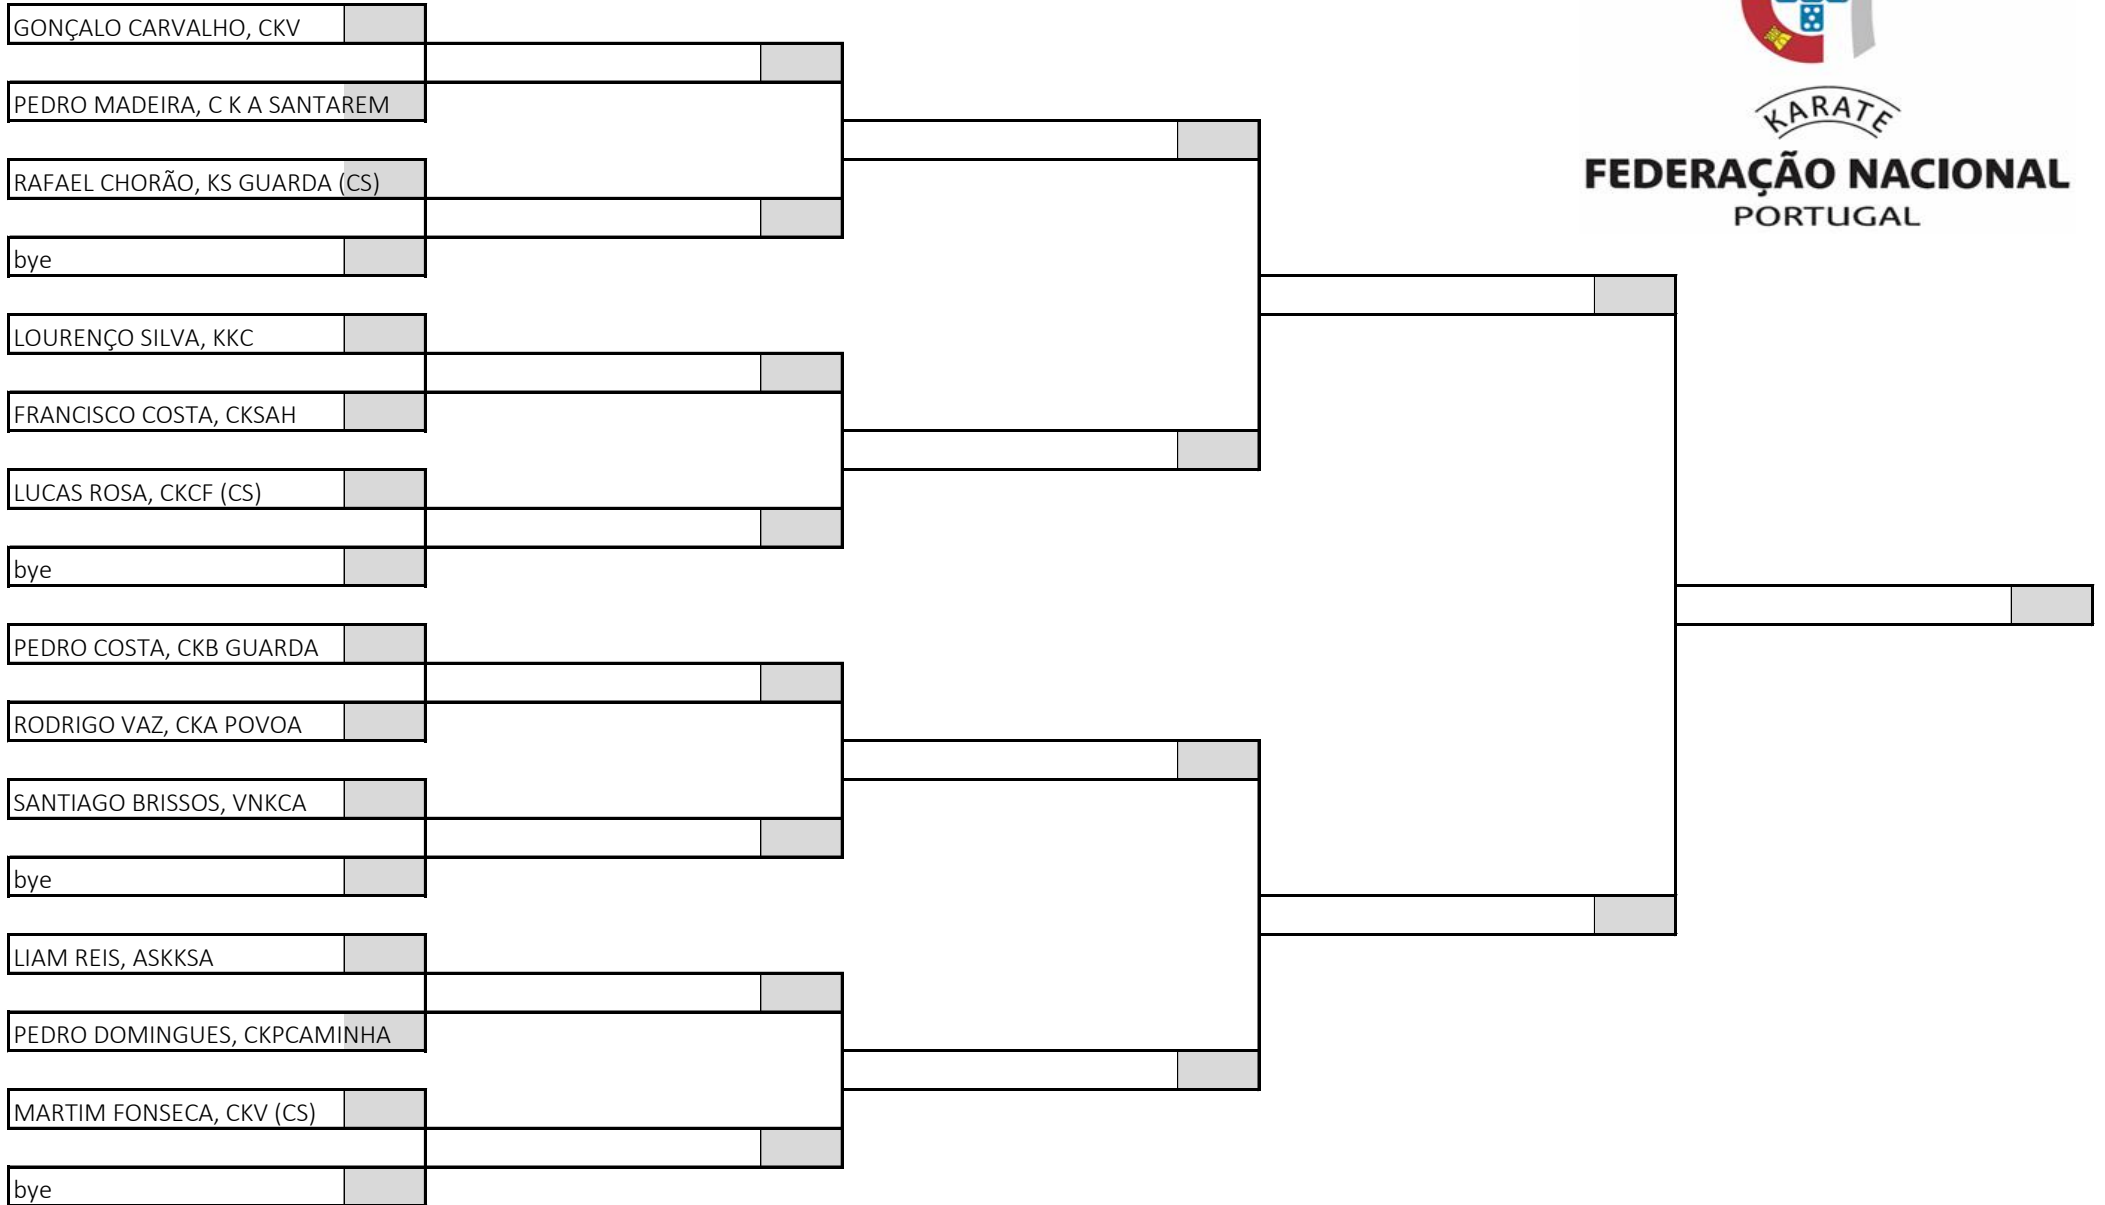 GONÇALO CARVALHO, CKV
PEDRO MADEIRA, C K A SANTAREM
RAFAEL CHORÃO, KS GUARDA (CS)
bye
LOURENÇO SILVA, KKC
FRANCISCO COSTA, CKSAH
LUCAS ROSA, CKCF (CS)
bye
PEDRO COSTA, CKB GUARDA
RODRIGO VAZ, CKA POVOA
SANTIAGO BRISSOS, VNKCA
bye
LIAM REIS, ASKKSA
PEDRO DOMINGUES, CKPCAMINHA
MARTIM FONSECA, CKV (CS)
bye
KARATE
FEDERAÇÃO NACIONAL
PORTUGAL